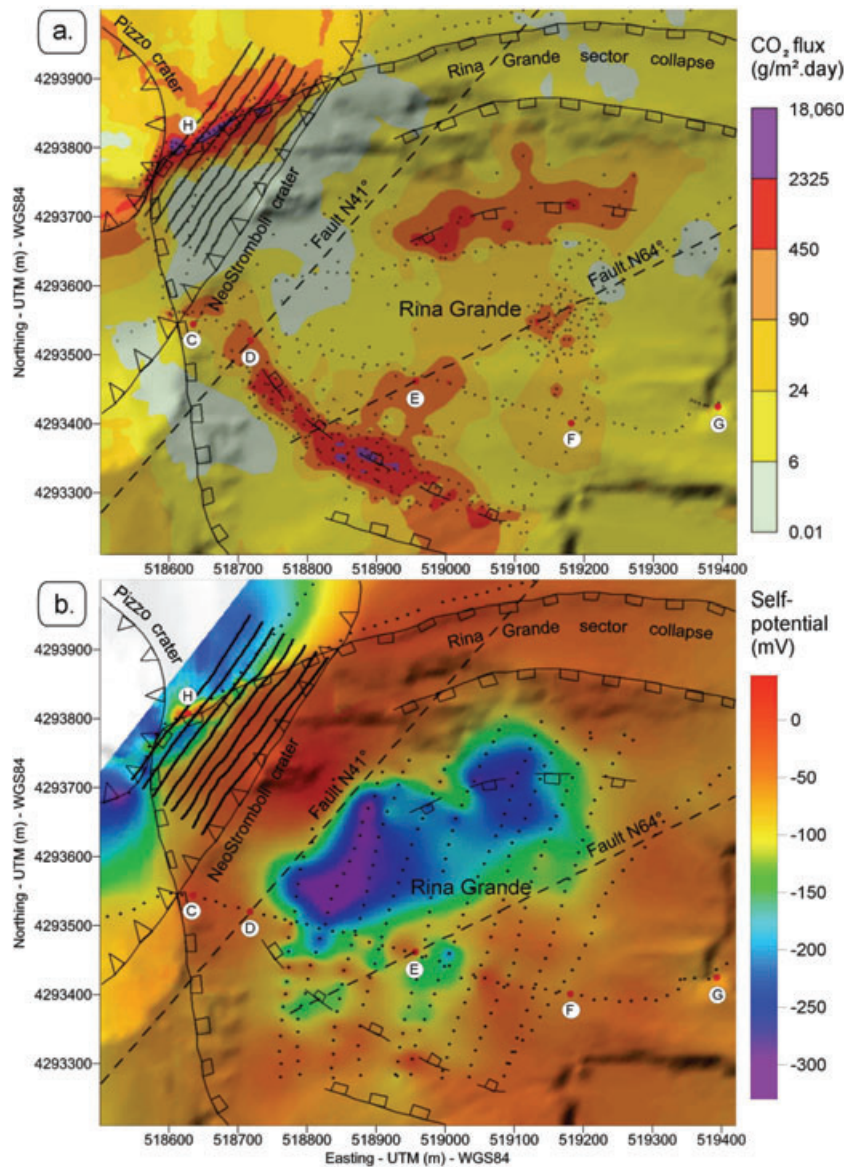 a.
Pizzo crater
H
Rina Grande sector collapse
NeoStromboli crater
Fault N41°
Fault N64°
Rina Grande
C
D
E
F
G
Northing - UTM (m) - WGS84
4293900
4293800
4293700
4293600
4293500
4293400
4293300
518600 518700 518800 518900 519000 519100 519200 519300 519400
CO₂ flux
(g/m².day)
18,060
2325
450
90
24
6
0.01
b.
Pizzo crater
H
Rina Grande sector collapse
NeoStromboli crater
Fault N41°
Fault N64°
Rina Grande
C
D
E
F
G
Northing - UTM (m) - WGS84
4293900
4293800
4293700
4293600
4293500
4293400
4293300
518600 518700 518800 518900 519000 519100 519200 519300 519400
Easting - UTM (m) - WGS84
Self-
potential
(mV)
0
-50
-100
-150
-200
-250
-300